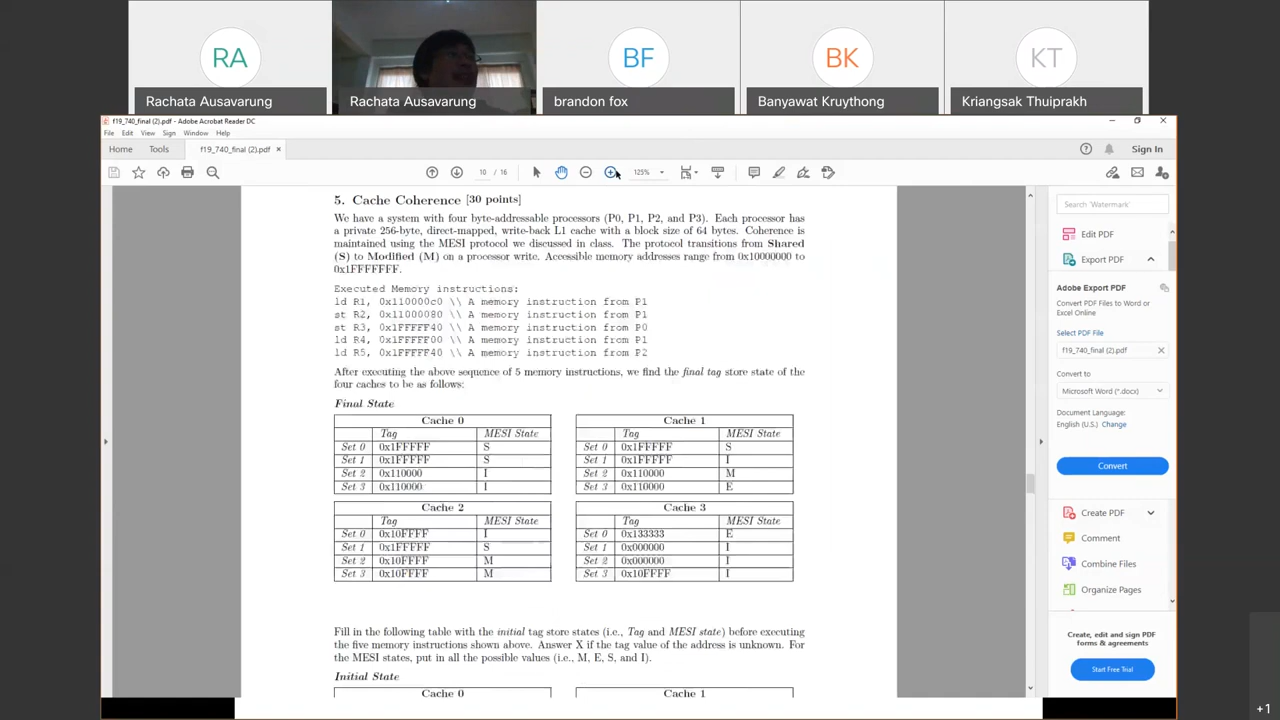 RA
BF
BK
KT
Rachata Ausavarung
Rachata Ausavarung
brandon fox
Banyawat Kruythong
Kriangsak Thuiprakh
f19_740_final (2).pdf - Adobe Acrobat Reader DC
File Edit View Sign Window Help
Home Tools f19_740_final (2).pdf × Sign In
10 / 16 125%
5. Cache Coherence [30 points]
We have a system with four byte-addressable processors (P0, P1, P2, and P3). Each processor has
a private 256-byte, direct-mapped, write-back L1 cache with a block size of 64 bytes. Coherence is
maintained using the MESI protocol we discussed in class. The protocol transitions from Shared
(S) to Modified (M) on a processor write. Accessible memory addresses range from 0x10000000 to
0x1FFFFFFF.
Executed Memory instructions:
ld R1, 0x110000c0 \\ A memory instruction from P1
st R2, 0x11000080 \\ A memory instruction from P1
st R3, 0x1FFFFF40 \\ A memory instruction from P0
ld R4, 0x1FFFFF00 \\ A memory instruction from P1
ld R5, 0x1FFFFF40 \\ A memory instruction from P2
After executing the above sequence of 5 memory instructions, we find the final tag store state of the
four caches to be as follows:
Final State
Cache 0
Tag MESI State
Set 0 0x1FFFFF S
Set 1 0x1FFFFF S
Set 2 0x110000 I
Set 3 0x110000 I
Cache 1
Tag MESI State
Set 0 0x1FFFFF S
Set 1 0x1FFFFF I
Set 2 0x110000 M
Set 3 0x110000 E
Cache 2
Tag MESI State
Set 0 0x10FFFF I
Set 1 0x1FFFFF S
Set 2 0x10FFFF M
Set 3 0x10FFFF M
Cache 3
Tag MESI State
Set 0 0x133333 E
Set 1 0x000000 I
Set 2 0x000000 I
Set 3 0x10FFFF I
Fill in the following table with the initial tag store states (i.e., Tag and MESI state) before executing
the five memory instructions shown above. Answer X if the tag value of the address is unknown. For
the MESI states, put in all the possible values (i.e., M, E, S, and I).
Initial State
Cache 0
Cache 1
Search 'Watermark'
Edit PDF
Export PDF
Adobe Export PDF
Convert PDF Files to Word or
Excel Online
Select PDF File
f19_740_final (2).pdf
Convert to
Microsoft Word (*.docx)
Document Language:
English (U.S.) Change
Convert
Create PDF
Comment
Combine Files
Organize Pages
Create, edit and sign PDF
forms & agreements
Start Free Trial
+1